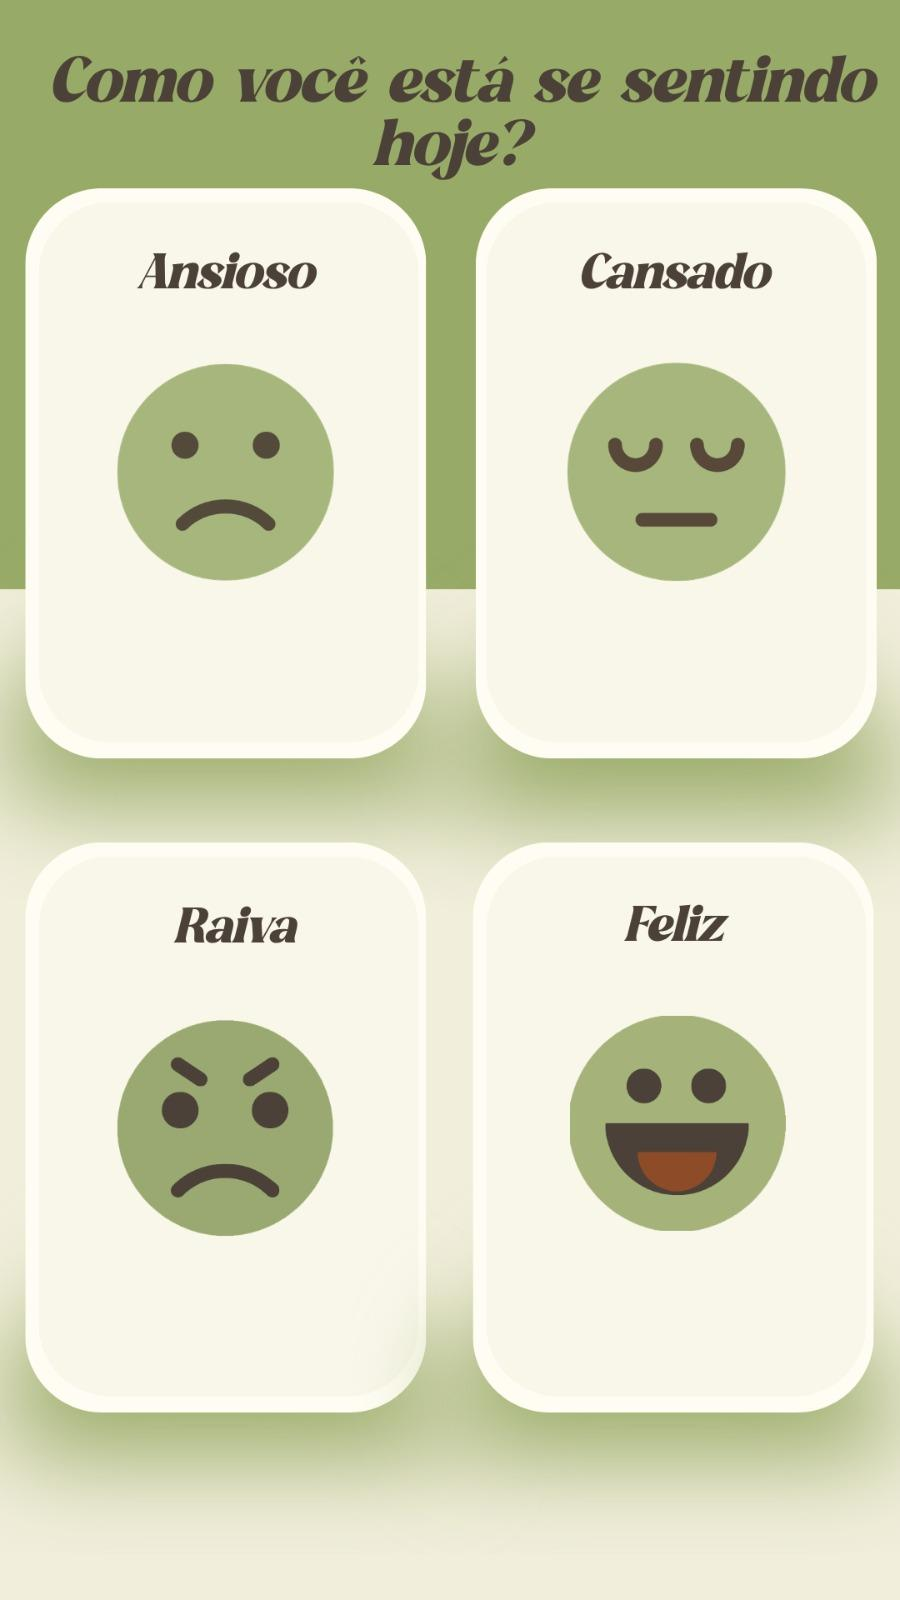 Como você está se sentindo
hoje?
Ansioso
Cansado
Raiva
Feliz